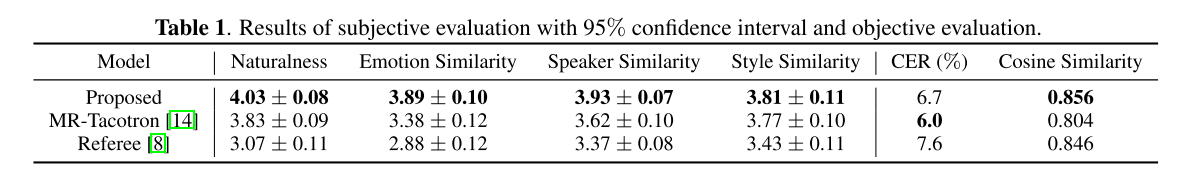 Table 1. Results of subjective evaluation with 95% confidence interval and objective evaluation.
Model Naturalness Emotion Similarity Speaker Similarity Style Similarity CER (%) Cosine Similarity
Proposed 4.03 ± 0.08 3.89 ± 0.10 3.93 ± 0.07 3.81 ± 0.11 6.7 0.856
MR-Tacotron [14] 3.83 ± 0.09 3.38 ± 0.12 3.62 ± 0.10 3.77 ± 0.10 6.0 0.804
Referee [8] 3.07 ± 0.11 2.88 ± 0.12 3.37 ± 0.08 3.43 ± 0.11 7.6 0.846